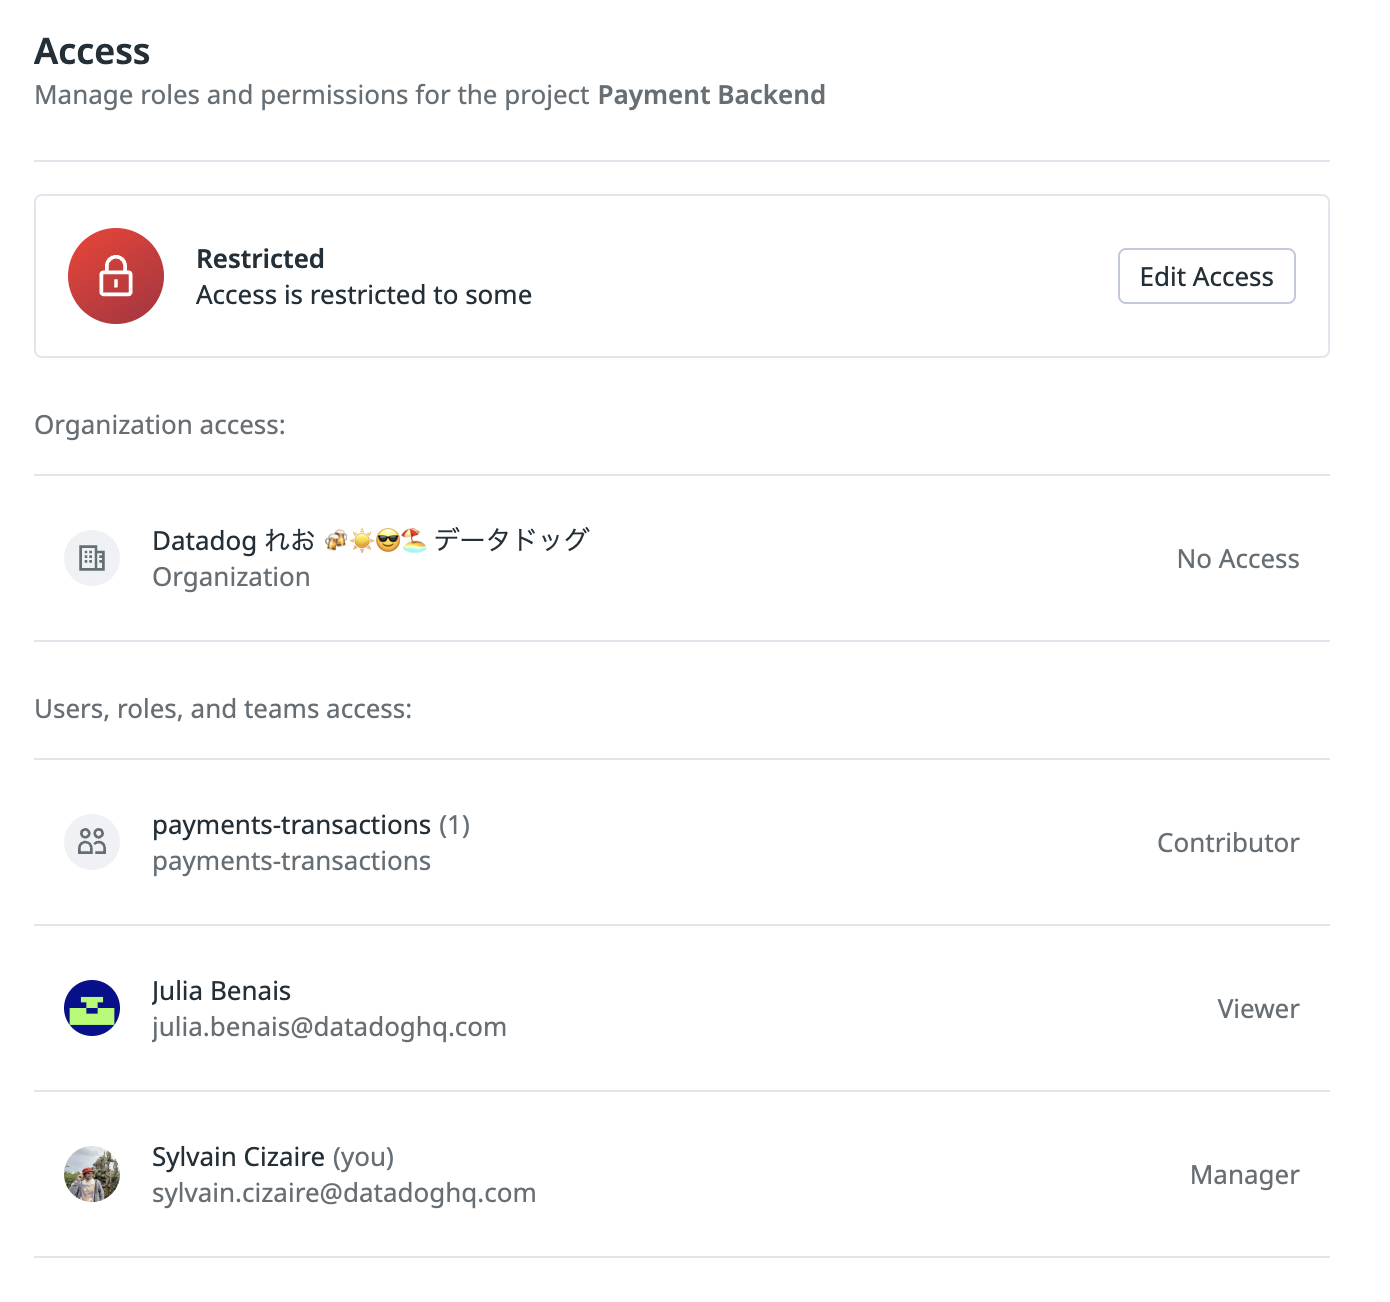 Access
Manage roles and permissions for the project Payment Backend
Restricted
Access is restricted to some
Edit Access
Organization access:
Datadog れお 🍻☀️😎🏖️ データドッグ
Organization
No Access
Users, roles, and teams access:
payments-transactions (1)
payments-transactions
Contributor
Julia Benais
julia.benais@datadoghq.com
Viewer
Sylvain Cizaire (you)
sylvain.cizaire@datadoghq.com
Manager